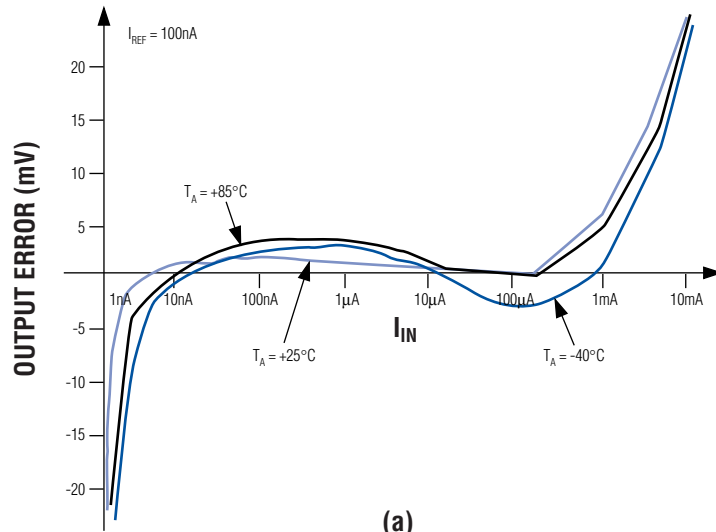 I_REF = 100nA
OUTPUT ERROR (mV)
20
15
10
5
-5
-10
-15
-20
T_A = +85°C
1nA
10nA
100nA
1µA
10µA
100µA
1mA
10mA
I_IN
T_A = +25°C
T_A = -40°C
(a)